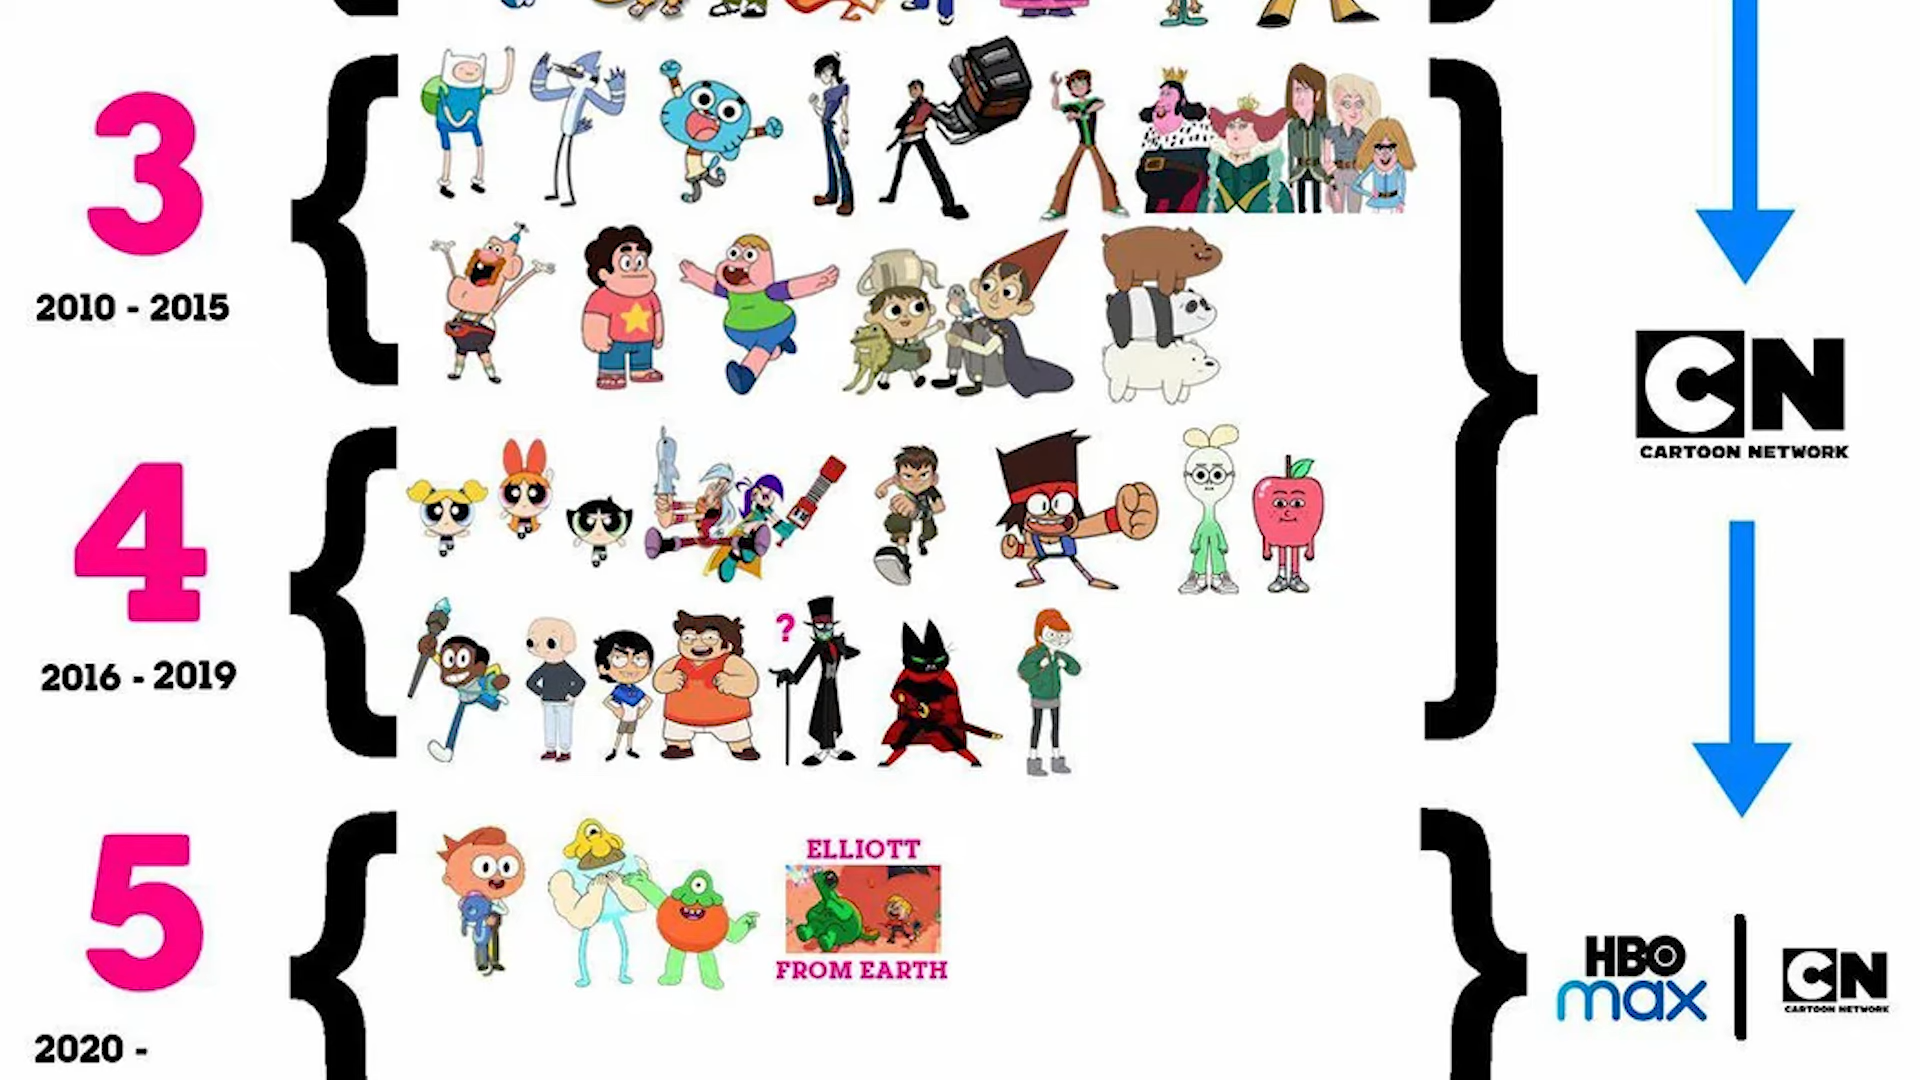 3
2010 - 2015
CN
CARTOON NETWORK
4
?
2016 - 2019
5
ELLIOTT
FROM EARTH
2020 -
HBO
max
CN
CARTOON NETWORK